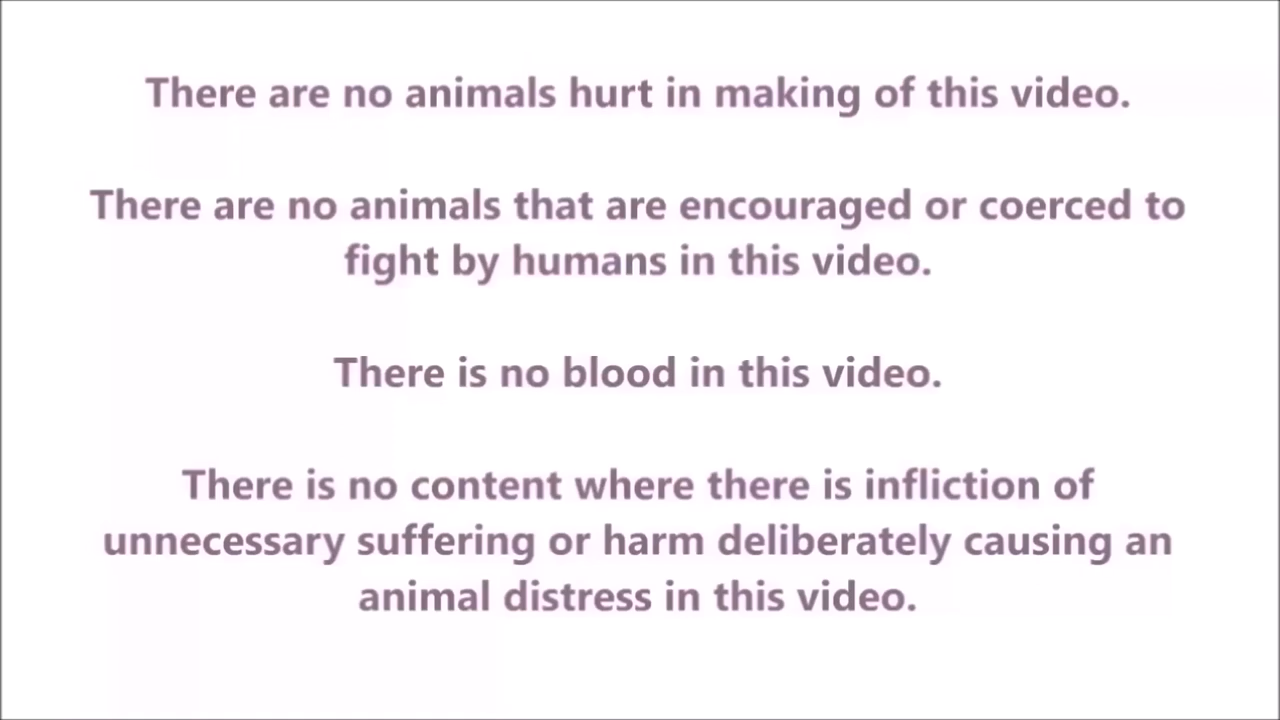 There are no animals hurt in making of this video.
There are no animals that are encouraged or coerced to
fight by humans in this video.
There is no blood in this video.
There is no content where there is infliction of
unnecessary suffering or harm deliberately causing an
animal distress in this video.